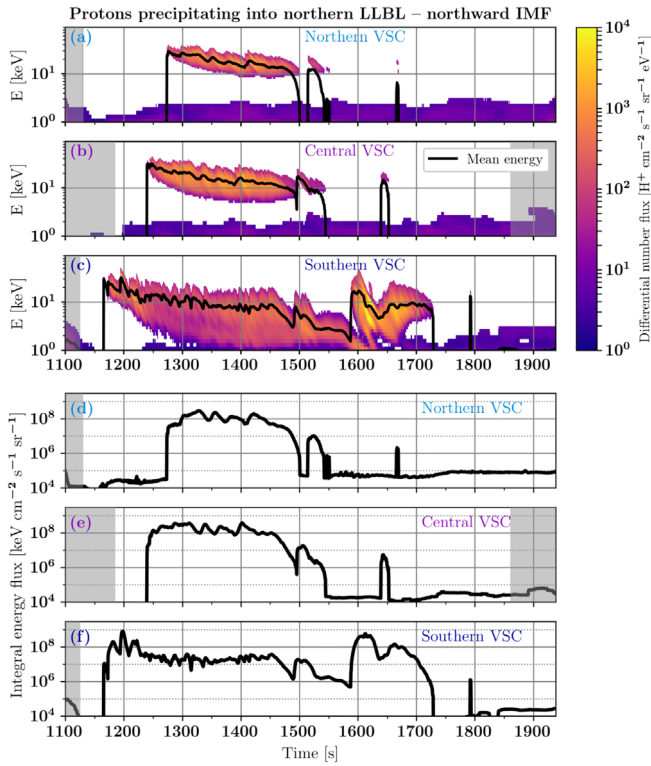 Protons precipitating into northern LLBL – northward IMF
(a) Northern VSC
E [keV]
10¹
10⁰
(b) Central VSC
Mean energy
E [keV]
10¹
10⁰
(c) Southern VSC
E [keV]
10¹
10⁰
1100 1200 1300 1400 1500 1600 1700 1800 1900
10⁴
10³
10²
10¹
10⁰
Differential number flux [H⁺ cm⁻² s⁻¹ sr⁻¹ eV⁻¹]
(d) Northern VSC
10⁸
10⁶
10⁴
(e) Central VSC
10⁸
10⁶
10⁴
(f) Southern VSC
10⁸
10⁶
10⁴
Integral energy flux [keV cm⁻² s⁻¹ sr⁻¹]
1100 1200 1300 1400 1500 1600 1700 1800 1900
Time [s]